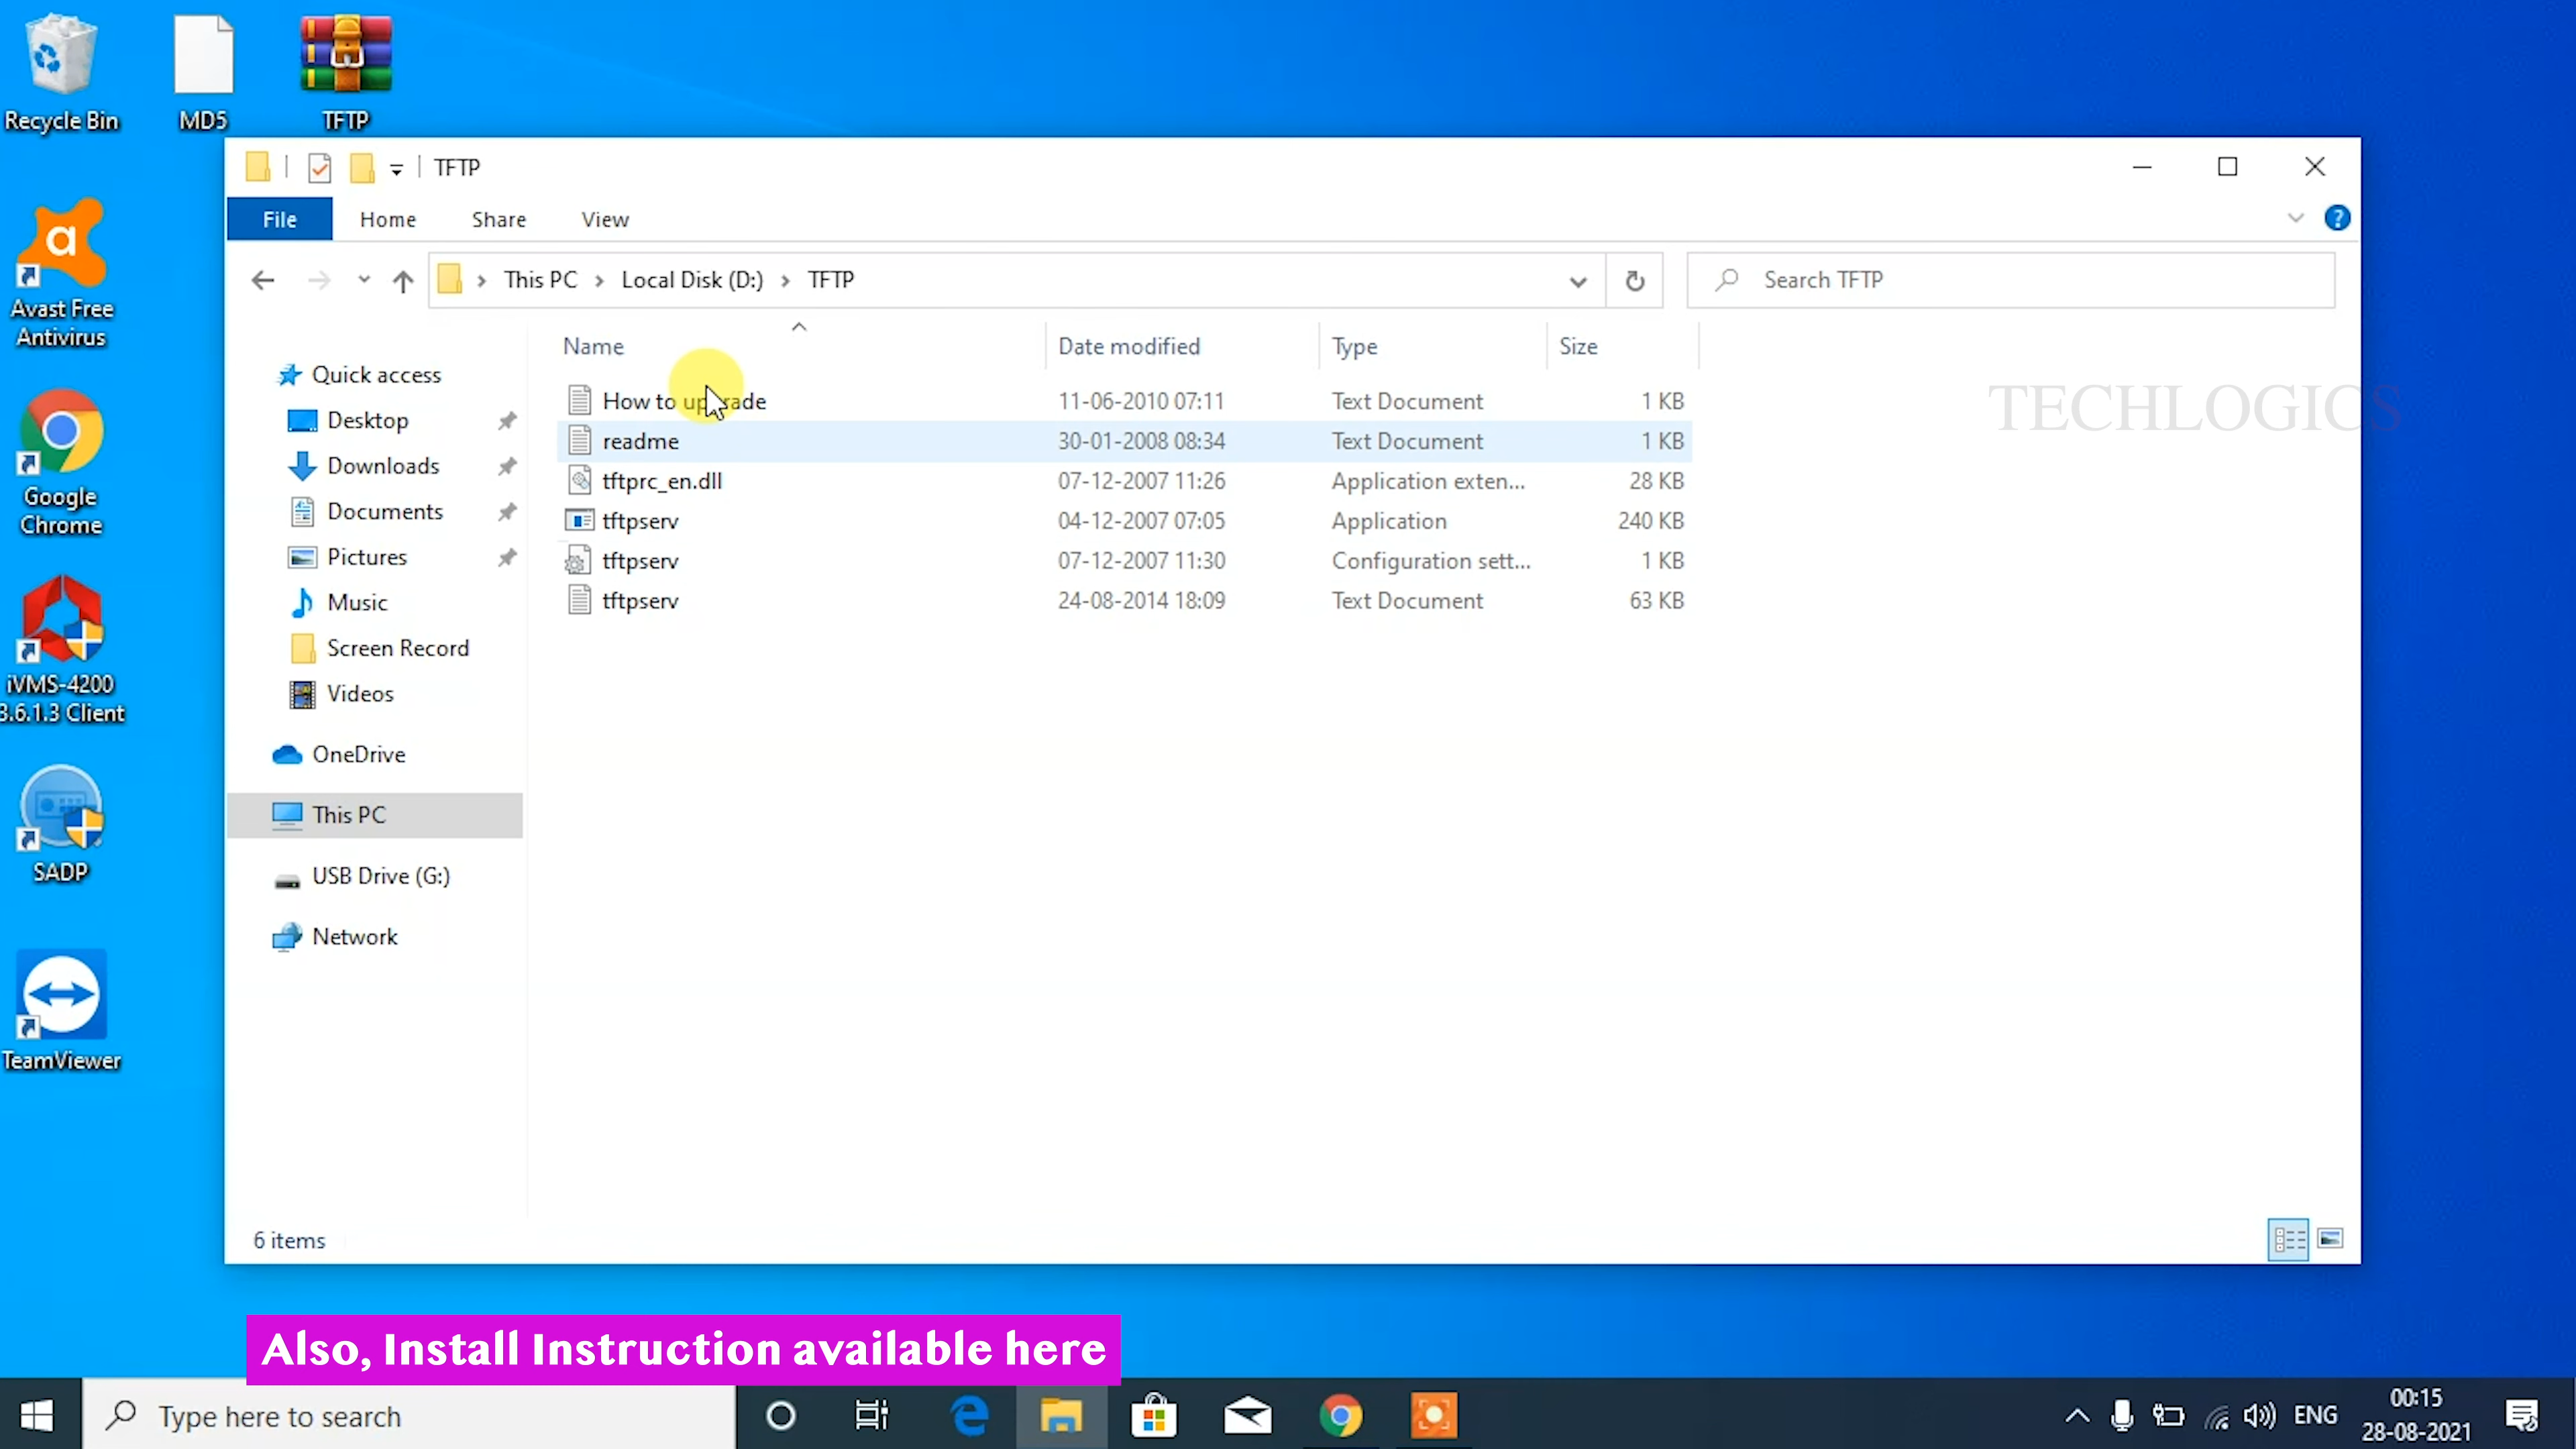 Recycle Bin
MD5
TFTP
Avast Free
Antivirus
Google
Chrome
iVMS-4200
3.6.1.3 Client
SADP
TeamViewer
TFTP
File
Home
Share
View
This PC
Local Disk (D:)
TFTP
Search TFTP
Quick access
Desktop
Downloads
Documents
Pictures
Music
Screen Record
Videos
OneDrive
This PC
USB Drive (G:)
Network
Name Date modified Type Size
How to upgrade 11-06-2010 07:11 Text Document 1 KB
readme 30-01-2008 08:34 Text Document 1 KB
tftprc_en.dll 07-12-2007 11:26 Application exten... 28 KB
tftpserv 04-12-2007 07:05 Application 240 KB
tftpserv 07-12-2007 11:30 Configuration sett... 1 KB
tftpserv 24-08-2014 18:09 Text Document 63 KB
TECHLOGICS
6 items
Also, Install Instruction available here
Type here to search
ENG
00:15
28-08-2021